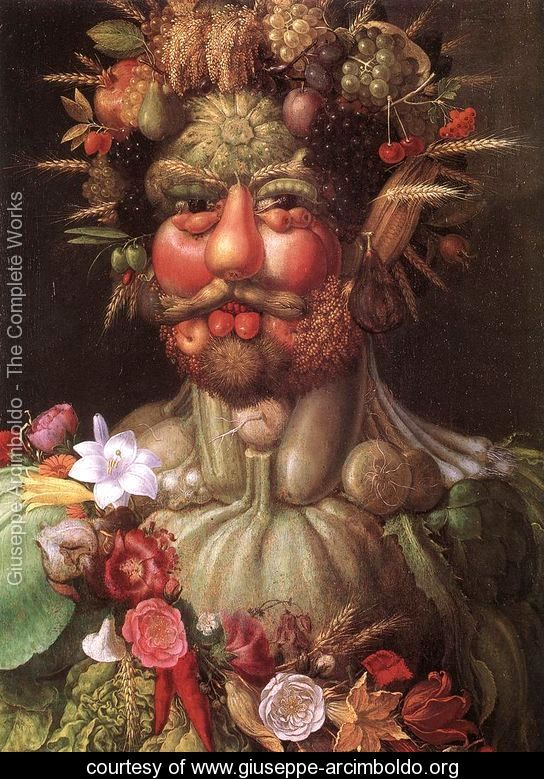 Giuseppe Arcimboldo - The Complete Works
courtesy of www.giuseppe-arcimboldo.org